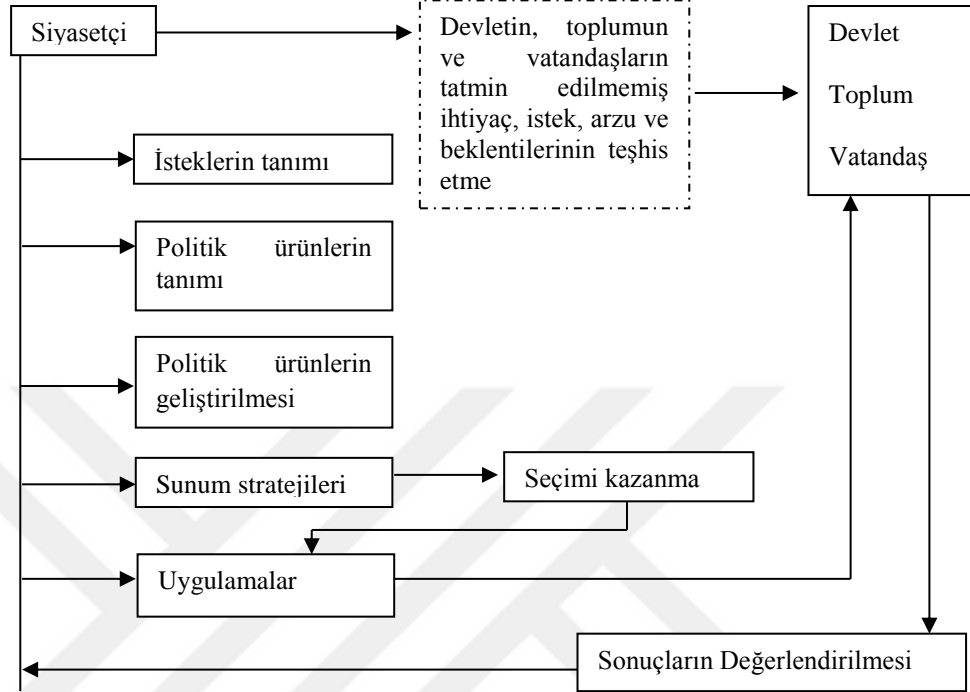 Siyasetçi
Devletin, toplumun
ve vatandaşların
tatmin edilmemiş
ihtiyaç, istek, arzu ve
beklentilerinin teşhis
etme
Devlet
Toplum
Vatandaş
İsteklerin tanımı
Politik ürünlerin
tanımı
Politik ürünlerin
geliştirilmesi
Sunum stratejileri
Seçimi kazanma
Uygulamalar
Sonuçların Değerlendirilmesi